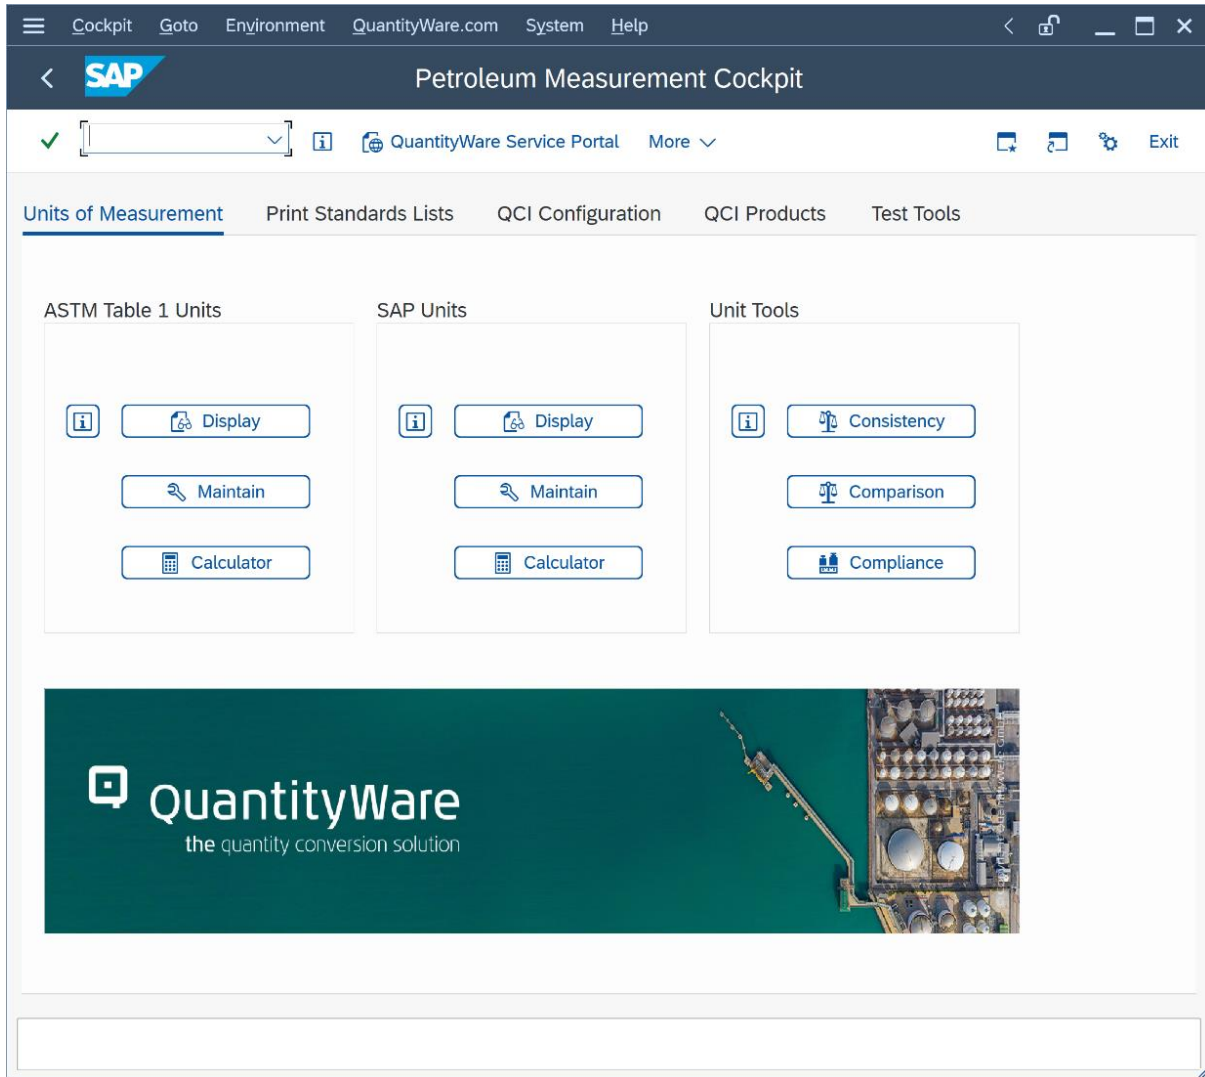 Cockpit Goto Environment QuantityWare.com System Help
SAP Petroleum Measurement Cockpit
QuantityWare Service Portal More Exit
Units of Measurement Print Standards Lists QCI Configuration QCI Products Test Tools
ASTM Table 1 Units SAP Units Unit Tools
Display Display Consistency
Maintain Maintain Comparison
Calculator Calculator Compliance
QuantityWare
the quantity conversion solution